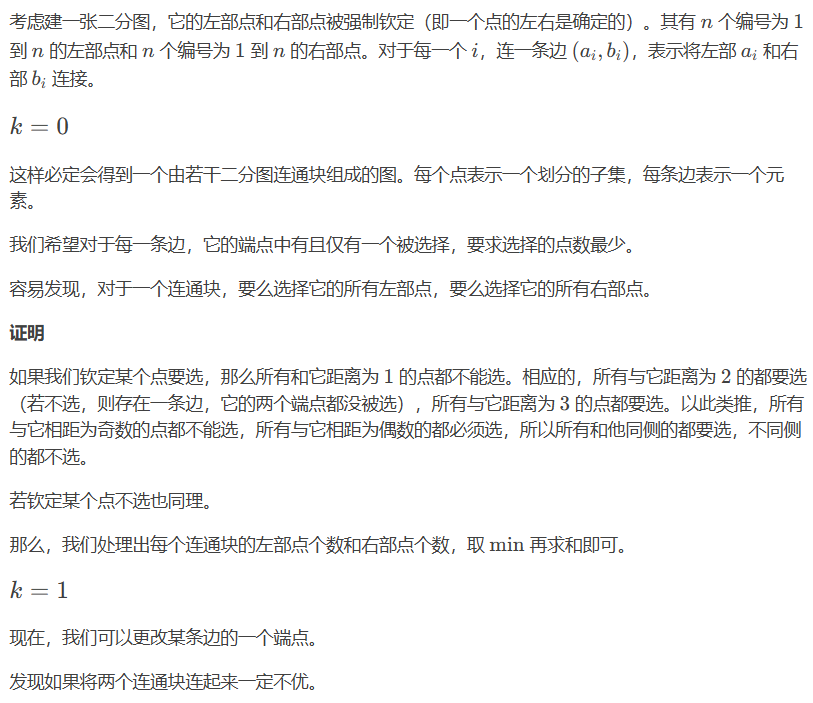 考虑建一张二分图，它的左部点和右部点被强制钦定（即一个点的左右是确定的）。其有 n 个编号为 1
到 n 的左部点和 n 个编号为 1 到 n 的右部点。对于每一个 i，连一条边 (a_i, b_i)，表示将左部 a_i 和右
部 b_i 连接。
k = 0
这样必定会得到一个由若干二分图连通块组成的图。每个点表示一个划分的子集，每条边表示一个元
素。
我们希望对于每一条边，它的端点中有且仅有一个被选择，要求选择的点数最少。
容易发现，对于一个连通块，要么选择它的所有左部点，要么选择它的所有右部点。
证明
如果我们钦定某个点要选，那么所有和它距离为 1 的点都不能选。相应的，所有与它距离为 2 的都要选
（若不选，则存在一条边，它的两个端点都没被选），所有与它距离为 3 的点都要选。以此类推，所有
与它相距为奇数的点都不能选，所有与它相距为偶数的都必须选，所以所有和他同侧的都要选，不同侧
的都不选。
若钦定某个点不选也同理。
那么，我们处理出每个连通块的左部点个数和右部点个数，取 min 再求和即可。
k = 1
现在，我们可以更改某条边的一个端点。
发现如果将两个连通块连起来一定不优。